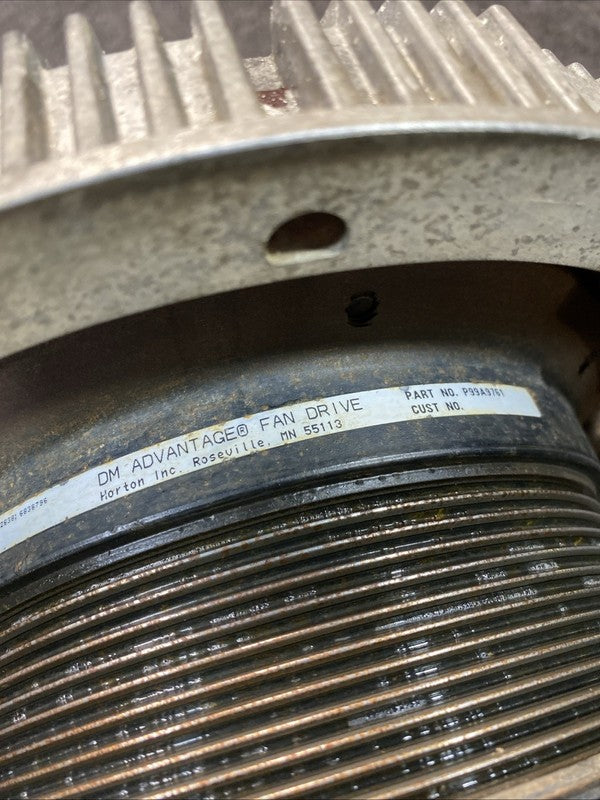 DM ADVANTAGE® FAN DRIVE
Horton Inc. Roseville, MN 55113
PART NO. P99A9761
CUST NO.